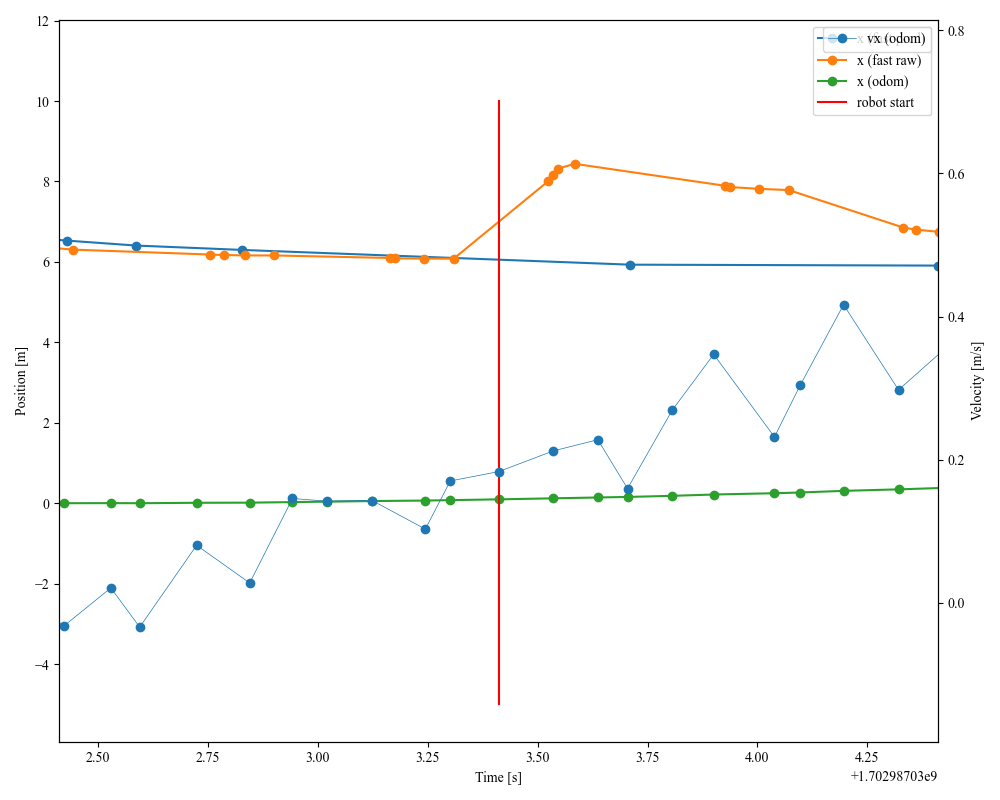 12
10
8
6
4
2
0
−2
−4
Position [m]
0.8
0.6
0.4
0.2
0.0
Velocity [m/s]
vx (odom)
x (fast raw)
x (odom)
robot start
2.50 2.75 3.00 3.25 3.50 3.75 4.00 4.25
Time [s]
+1.70298703e9